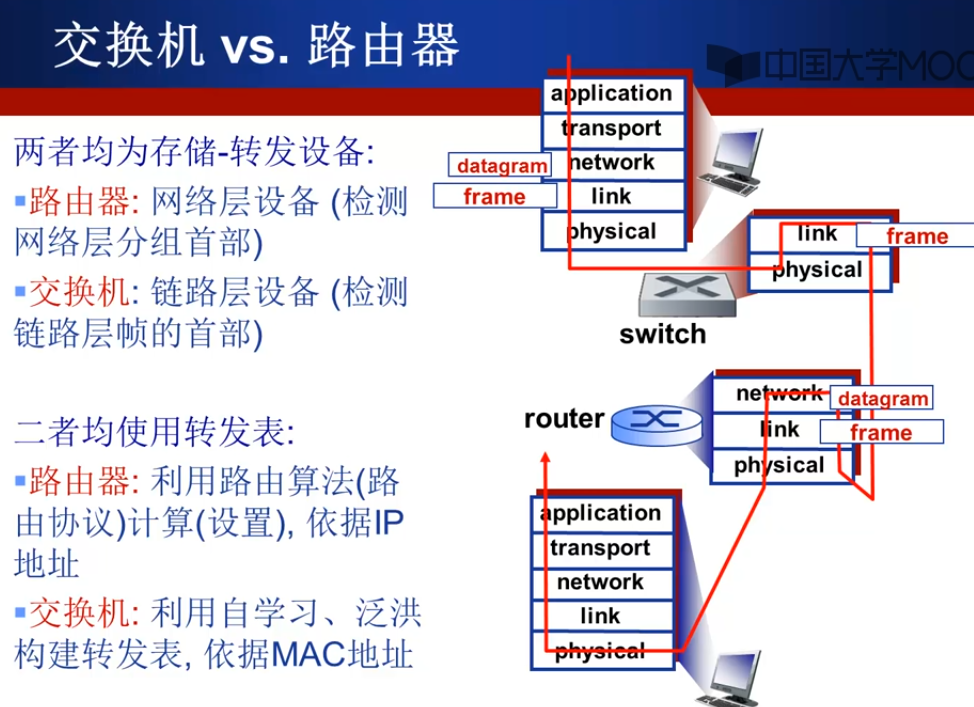 交换机 vs. 路由器
中国大学MOO
两者均为存储-转发设备:
▪路由器: 网络层设备 (检测
网络层分组首部)
▪交换机: 链路层设备 (检测
链路层帧的首部)
二者均使用转发表:
▪路由器: 利用路由算法(路
由协议)计算(设置), 依据IP
地址
▪交换机: 利用自学习、泛洪
构建转发表, 依据MAC地址
application
transport
datagram
network
frame
link
physical
link
frame
physical
switch
router
network
datagram
link
frame
physical
application
transport
network
link
physical